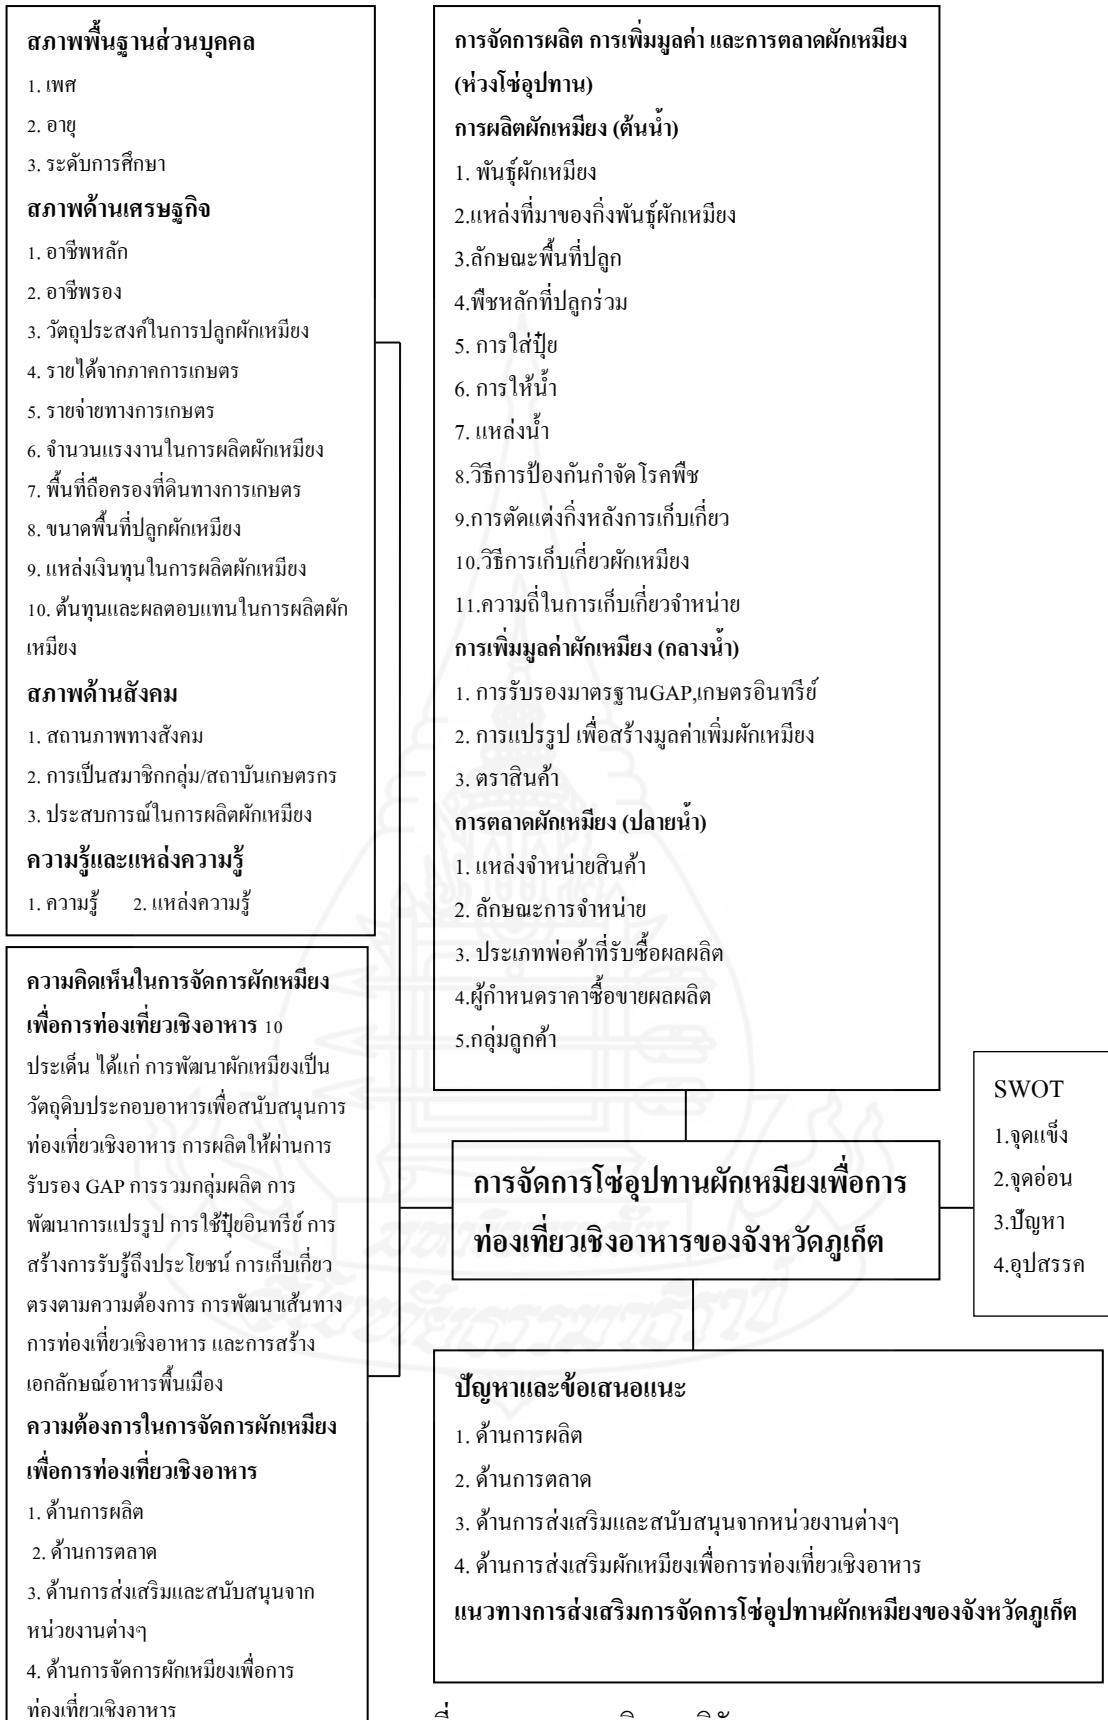 สภาพพื้นฐานส่วนบุคคล
1. เพศ
2. อายุ
3. ระดับการศึกษา
สภาพด้านเศรษฐกิจ
1. อาชีพหลัก
2. อาชีพรอง
3. วัตถุประสงค์ในการปลูกผักเหมียง
4. รายได้จากภาคการเกษตร
5. รายจ่ายทางการเกษตร
6. จำนวนแรงงานในการผลิตผักเหมียง
7. พื้นที่ถือครองที่ดินทางการเกษตร
8. ขนาดพื้นที่ปลูกผักเหมียง
9. แหล่งเงินทุนในการผลิตผักเหมียง
10. ต้นทุนและผลตอบแทนในการผลิตผัก
เหมียง
สภาพด้านสังคม
1. สถานภาพทางสังคม
2. การเป็นสมาชิกกลุ่ม/สถาบันเกษตรกร
3. ประสบการณ์ในการผลิตผักเหมียง
ความรู้และแหล่งความรู้
1. ความรู้ 2. แหล่งความรู้
ความคิดเห็นในการจัดการผักเหมียง
เพื่อการท่องเที่ยวเชิงอาหาร 10
ประเด็น ได้แก่ การพัฒนาผักเหมียงเป็น
วัตถุดิบประกอบอาหารเพื่อสนับสนุนการ
ท่องเที่ยวเชิงอาหาร การผลิตให้ผ่านการ
รับรอง GAP การรวมกลุ่มผลิต การ
พัฒนาการแปรรูป การใช้ปุ๋ยอินทรีย์ การ
สร้างการรับรู้ถึงประโยชน์ การเก็บเกี่ยว
ตรงตามความต้องการ การพัฒนาเส้นทาง
การท่องเที่ยวเชิงอาหาร และการสร้าง
เอกลักษณ์อาหารพื้นเมือง
ความต้องการในการจัดการผักเหมียง
เพื่อการท่องเที่ยวเชิงอาหาร
1. ด้านการผลิต
2. ด้านการตลาด
3. ด้านการส่งเสริมและสนับสนุนจาก
หน่วยงานต่างๆ
4. ด้านการจัดการผักเหมียงเพื่อการ
ท่องเที่ยวเชิงอาหาร
การจัดการผลิต การเพิ่มมูลค่า และการตลาดผักเหมียง
(ห่วงโซ่อุปทาน)
การผลิตผักเหมียง (ต้นน้ำ)
1. พันธุ์ผักเหมียง
2.แหล่งที่มาของกิ่งพันธุ์ผักเหมียง
3.ลักษณะพื้นที่ปลูก
4.พืชหลักที่ปลูกร่วม
5. การใส่ปุ๋ย
6. การให้น้ำ
7. แหล่งน้ำ
8.วิธีการป้องกันกำจัดโรคพืช
9.การตัดแต่งกิ่งหลังการเก็บเกี่ยว
10.วิธีการเก็บเกี่ยวผักเหมียง
11.ความถี่ในการเก็บเกี่ยวจำหน่าย
การเพิ่มมูลค่าผักเหมียง (กลางน้ำ)
1. การรับรองมาตรฐานGAP,เกษตรอินทรีย์
2. การแปรรูป เพื่อสร้างมูลค่าเพิ่มผักเหมียง
3. ตราสินค้า
การตลาดผักเหมียง (ปลายน้ำ)
1. แหล่งจำหน่ายสินค้า
2. ลักษณะการจำหน่าย
3. ประเภทพ่อค้าที่รับซื้อผลผลิต
4.ผู้กำหนดราคาซื้อขายผลผลิต
5.กลุ่มลูกค้า
การจัดการโซ่อุปทานผักเหมียงเพื่อการ
ท่องเที่ยวเชิงอาหารของจังหวัดภูเก็ต
SWOT
1.จุดแข็ง
2.จุดอ่อน
3.ปัญหา
4.อุปสรรค
ปัญหาและข้อเสนอแนะ
1. ด้านการผลิต
2. ด้านการตลาด
3. ด้านการส่งเสริมและสนับสนุนจากหน่วยงานต่างๆ
4. ด้านการส่งเสริมผักเหมียงเพื่อการท่องเที่ยวเชิงอาหาร
แนวทางการส่งเสริมการจัดการโซ่อุปทานผักเหมียงของจังหวัดภูเก็ต